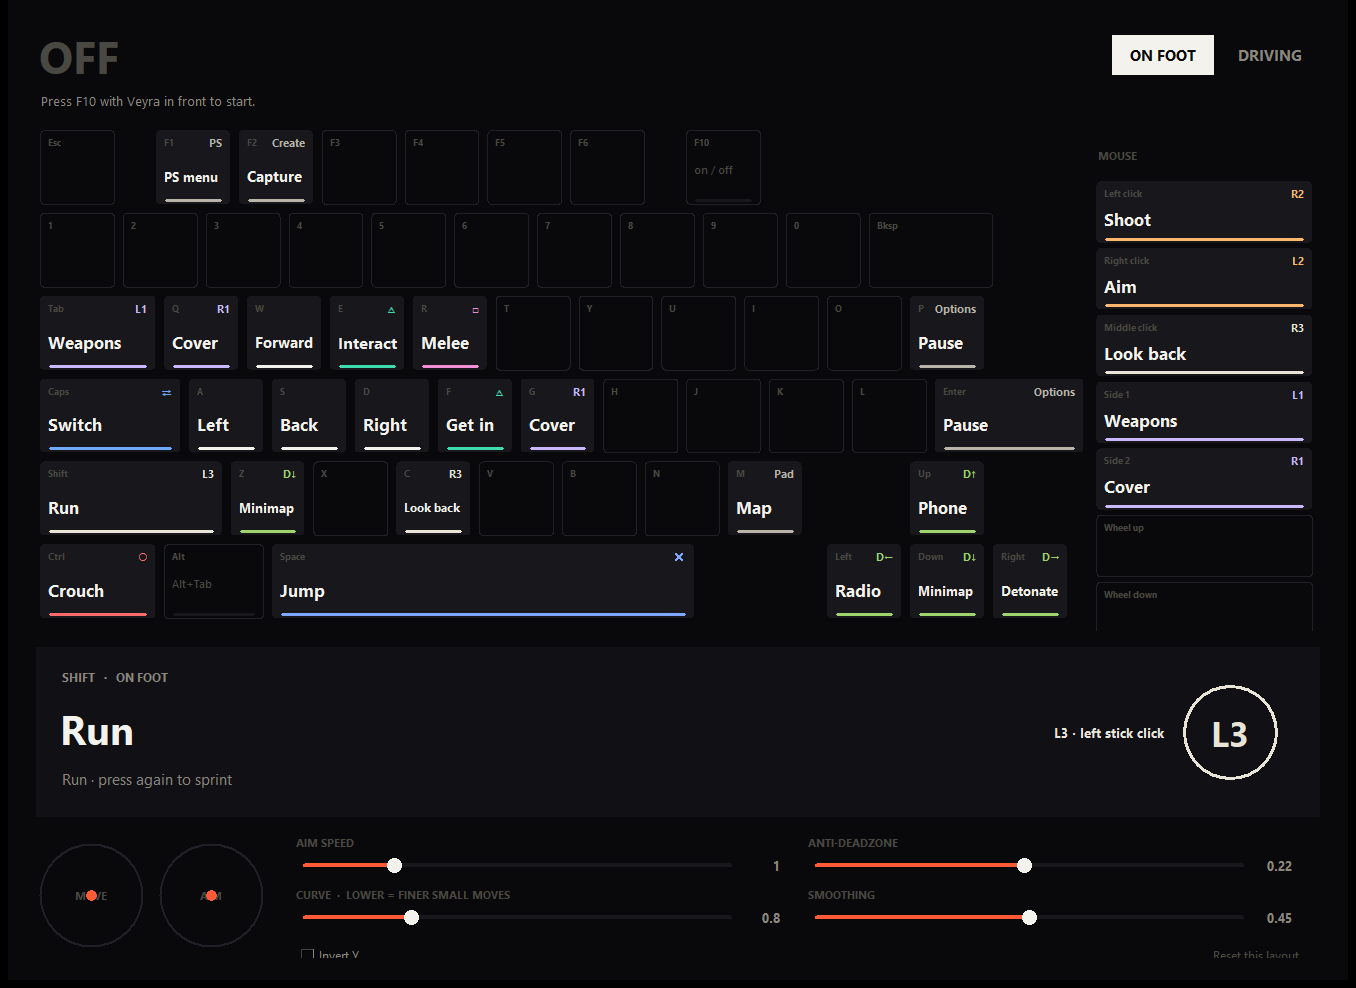 OFF
ON FOOT DRIVING
Press F10 with Veyra in front to start.
Esc
F1 PS
PS menu
F2 Create
Capture
F3
F4
F5
F6
F10
on / off
1
2
3
4
5
6
7
8
9
0
Bksp
Tab L1
Weapons
Q R1
Cover
W
Forward
E △
Interact
R □
Melee
T
Y
U
I
O
P Options
Pause
Caps ⇄
Switch
A
Left
S
Back
D
Right
F △
Get in
G R1
Cover
H
J
K
L
Enter Options
Pause
Shift L3
Run
Z D↓
Minimap
X
C R3
Look back
V
B
N
M Pad
Map
Up D↑
Phone
Ctrl ○
Crouch
Alt
Alt+Tab
Space ✕
Jump
Left D←
Radio
Down D↓
Minimap
Right D→
Detonate
MOUSE
Left click R2
Shoot
Right click L2
Aim
Middle click R3
Look back
Side 1 L1
Weapons
Side 2 R1
Cover
Wheel up
Wheel down
SHIFT · ON FOOT
Run
Run · press again to sprint
L3 · left stick click
L3
MOVE
AIM
AIM SPEED
1
CURVE · LOWER = FINER SMALL MOVES
0.8
ANTI-DEADZONE
0.22
SMOOTHING
0.45
Invert Y
Reset this layout